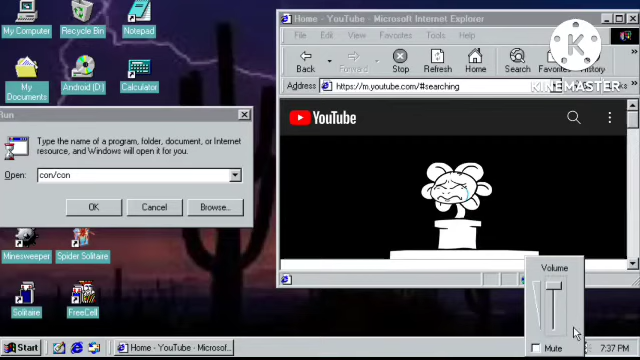 My Computer
Recycle Bin
Notepad
My Documents
Android (D:)
Calculator
Run
Type the name of a program, folder, document, or Internet
resource, and Windows will open it for you.
Open: con/con
OK Cancel Browse...
Minesweeper
Spider Solitaire
Solitaire
FreeCell
Home - YouTube - Microsoft Internet Explorer
File Edit View Favorites Tools Help
Back Forward Stop Refresh Home Search Favorites History
Address https://m.youtube.com/#searching
K
KINEMASTER
YouTube
Volume
Mute
Start
Home - YouTube - Microsof...
7:37 PM